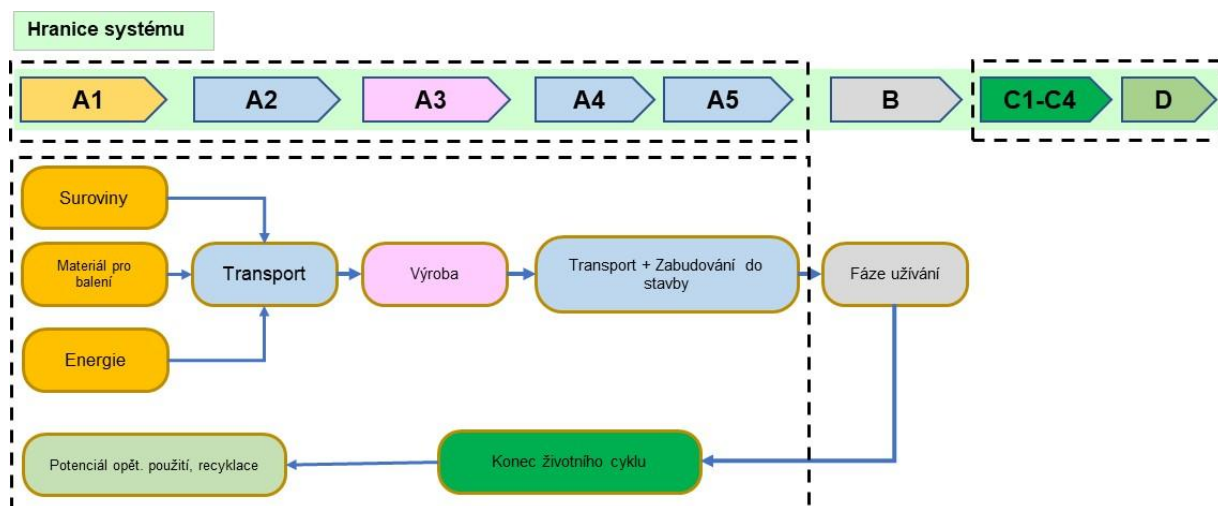 Hranice systému
A1
A2
A3
A4
A5
B
C1-C4
D
Suroviny
Materiál pro
balení
Energie
Transport
Výroba
Transport + Zabudování do
stavby
Fáze užívání
Potenciál opět. použití, recyklace
Konec životního cyklu